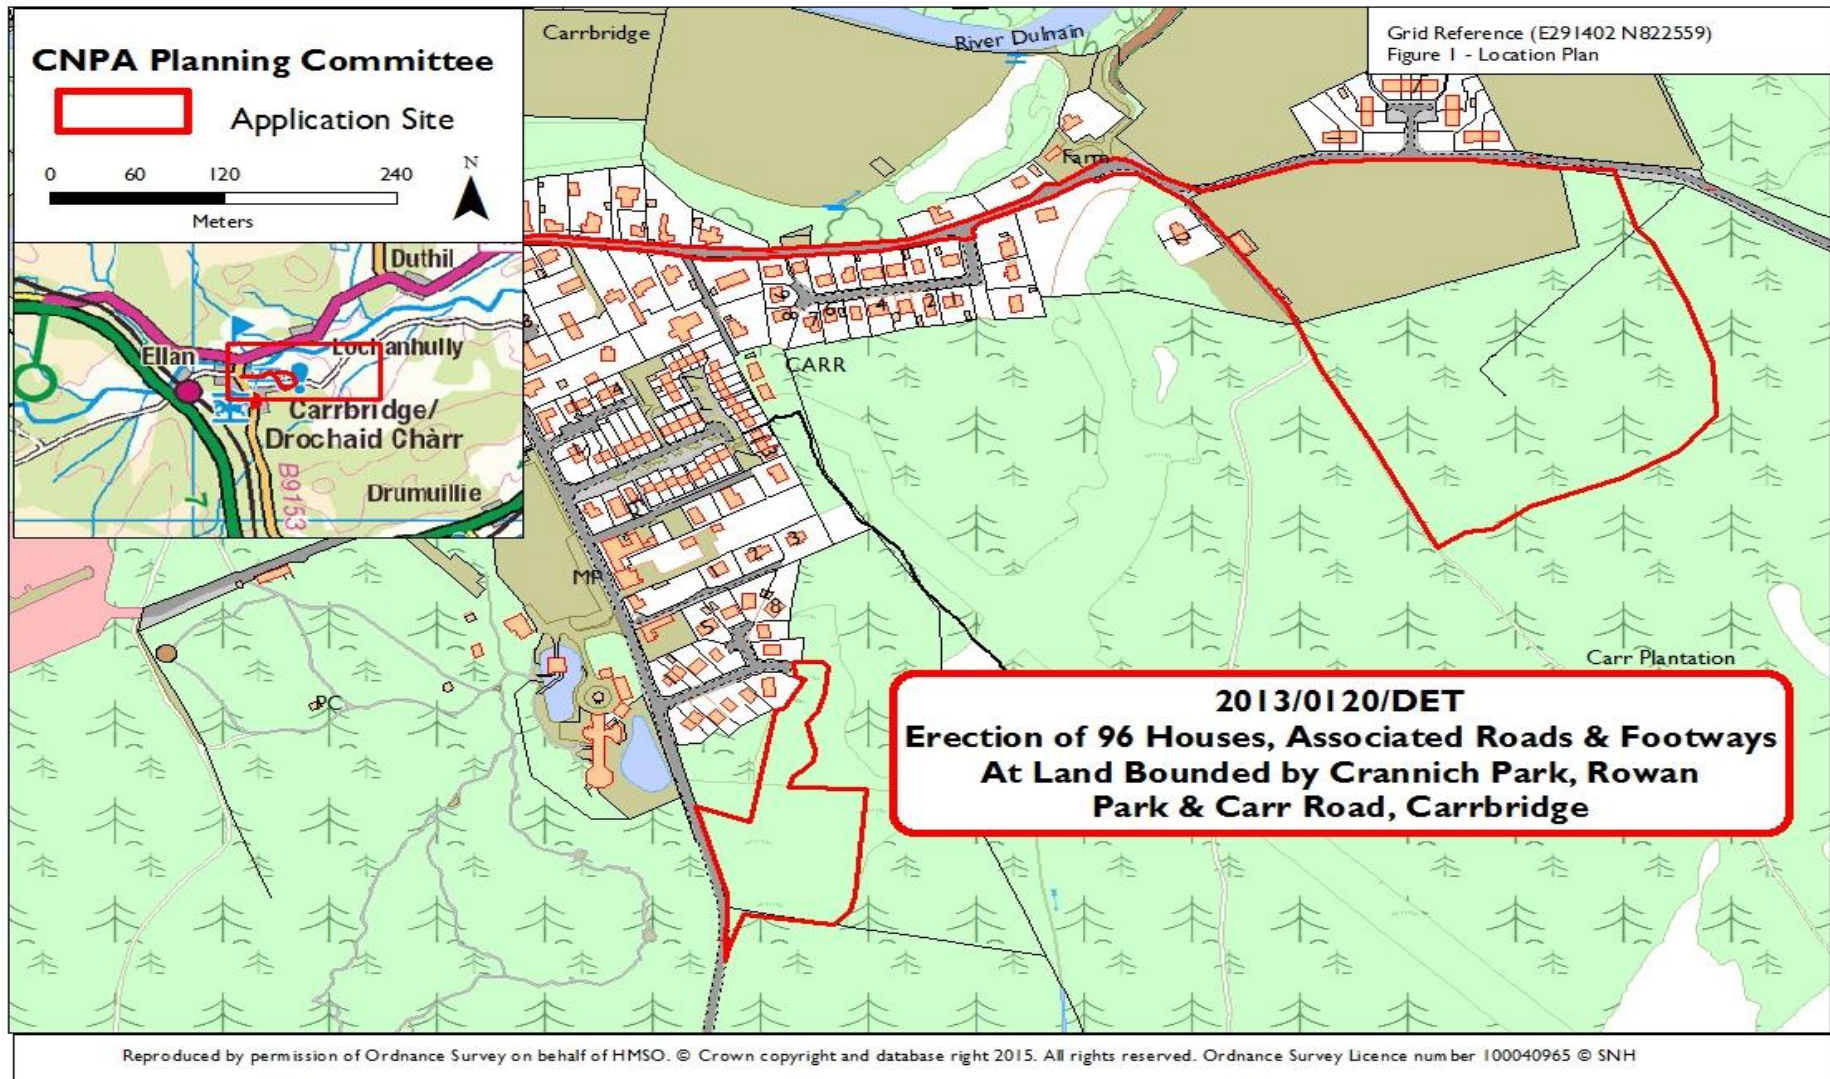 CNPA Planning Committee
Application Site
0 60 120 240
N
Meters
Duthil
Ellan
Lochanhully
Carrbridge/
Drochaid Chàrr
B9153
7
Drumuillie
Carrbridge
River Dulnain
Grid Reference (E291402 N822559)
Figure 1 - Location Plan
Farm
CARR
MP
PC
Carr Plantation
2013/0120/DET
Erection of 96 Houses, Associated Roads & Footways
At Land Bounded by Crannich Park, Rowan
Park & Carr Road, Carrbridge
Reproduced by permission of Ordnance Survey on behalf of HMSO. © Crown copyright and database right 2015. All rights reserved. Ordnance Survey Licence number 100040965 © SNH